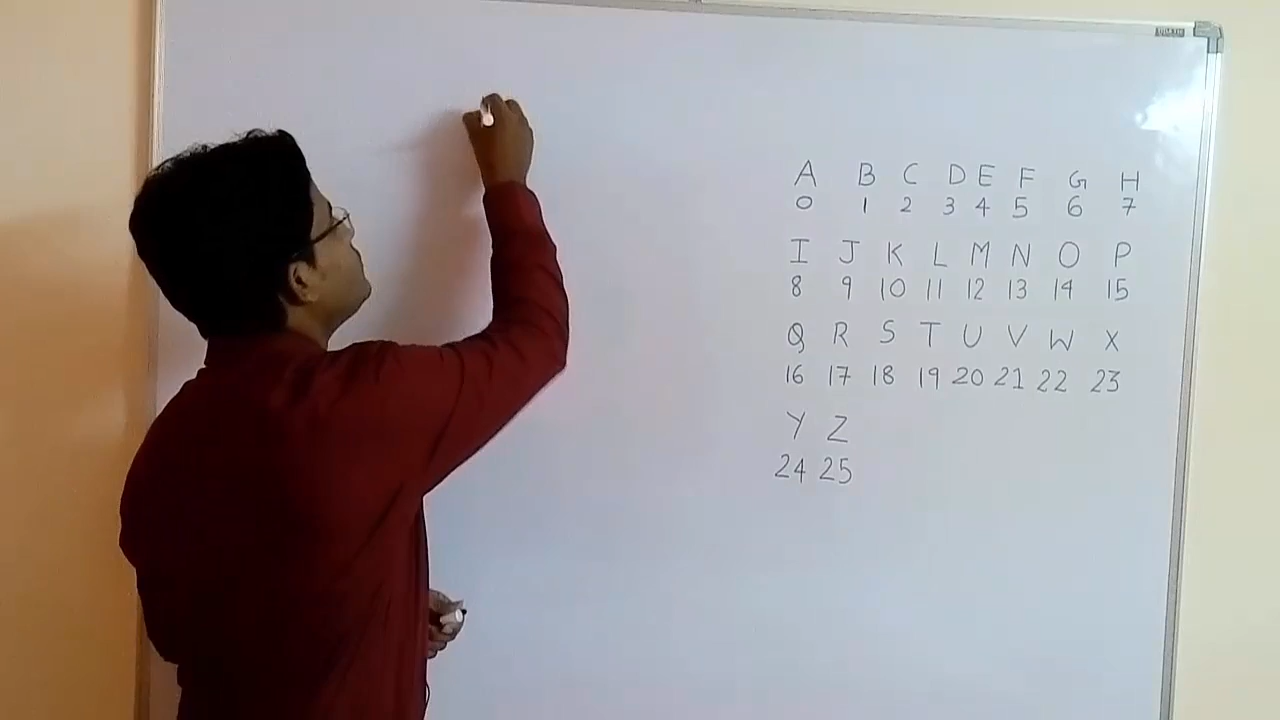 A B C D E F G H
0 1 2 3 4 5 6 7
I J K L M N O P
8 9 10 11 12 13 14 15
Q R S T U V W X
16 17 18 19 20 21 22 23
Y Z
24 25